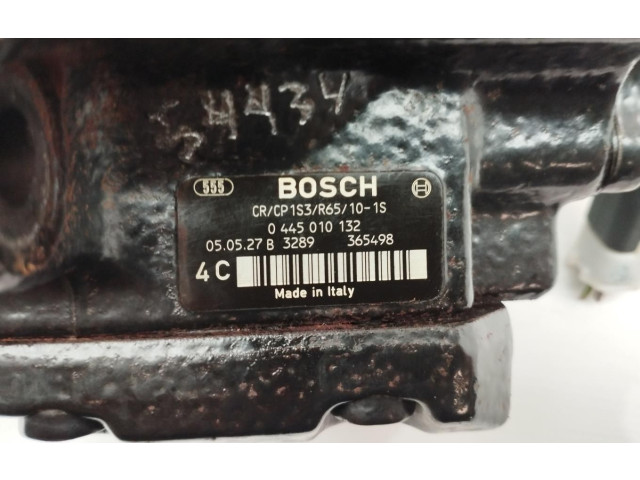 54434
555 BOSCH
CR/CP1S3/R65/10-1S
0 445 010 132
05.05.27 B 3289 365498
4C
Made in Italy